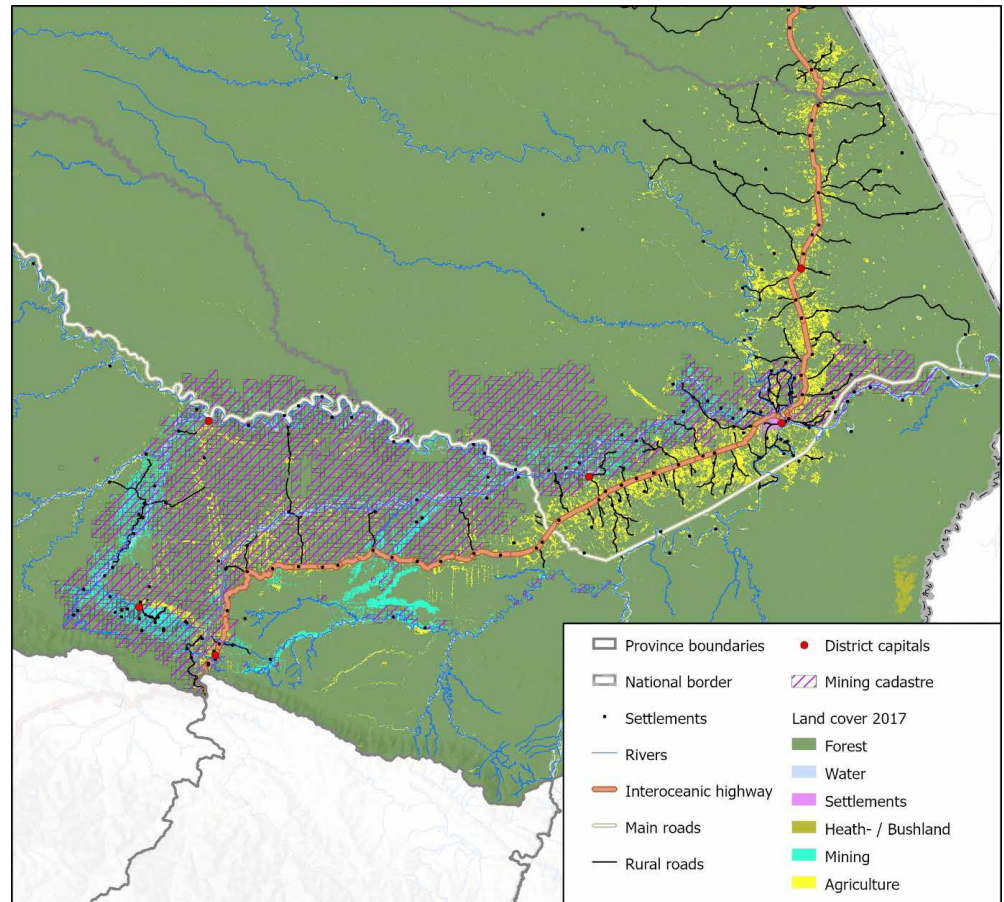 Province boundaries
National border
Settlements
Rivers
Interoceanic highway
Main roads
Rural roads
District capitals
Mining cadastre
Land cover 2017
Forest
Water
Settlements
Heath- / Bushland
Mining
Agriculture